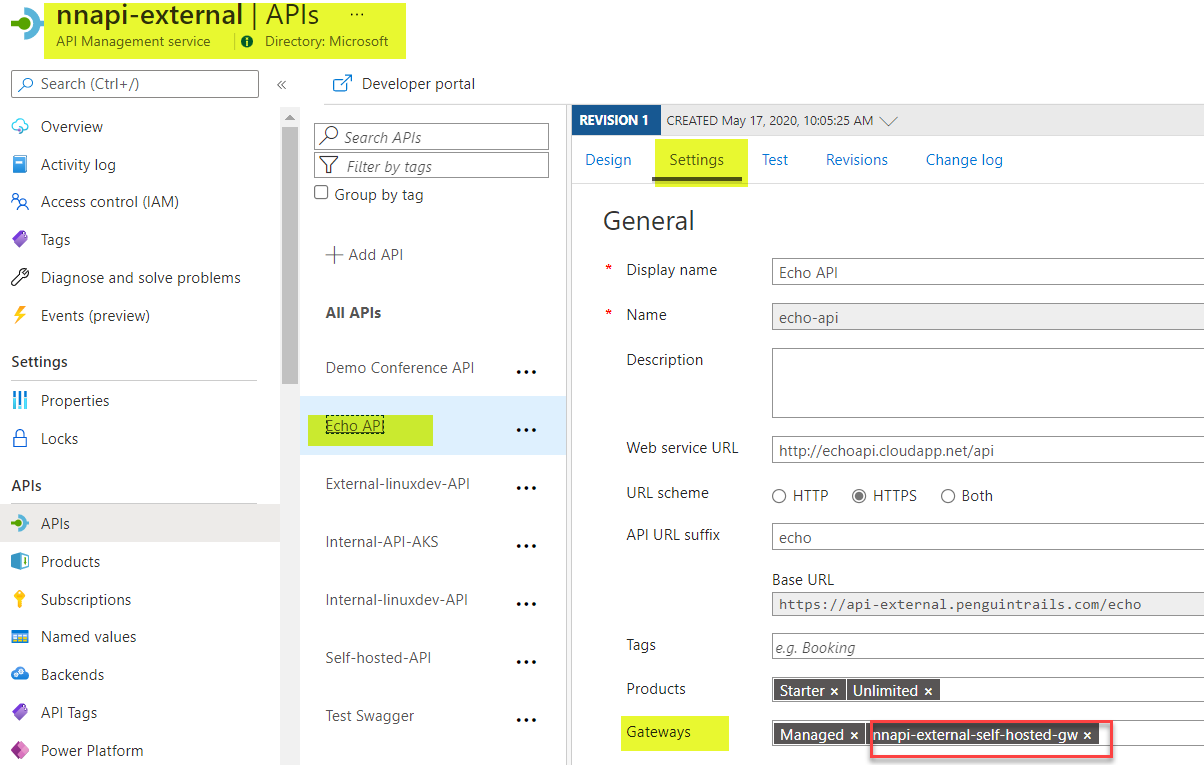 nnapi-external | APIs ...
API Management service Directory: Microsoft
Search (Ctrl+/) «
Overview
Activity log
Access control (IAM)
Tags
Diagnose and solve problems
Events (preview)
Settings
Properties
Locks
APIs
APIs
Products
Subscriptions
Named values
Backends
API Tags
Power Platform
Developer portal
Search APIs
Filter by tags
Group by tag
+ Add API
All APIs
Demo Conference API ...
Echo API ...
External-linuxdev-API ...
Internal-API-AKS ...
Internal-linuxdev-API ...
Self-hosted-API ...
Test Swagger ...
REVISION 1 CREATED May 17, 2020, 10:05:25 AM
Design Settings Test Revisions Change log
General
* Display name Echo API
* Name echo-api
Description
Web service URL http://echoapi.cloudapp.net/api
URL scheme HTTP HTTPS Both
API URL suffix echo
Base URL
https://api-external.penguintrails.com/echo
Tags e.g. Booking
Products Starter × Unlimited ×
Gateways Managed × nnapi-external-self-hosted-gw ×